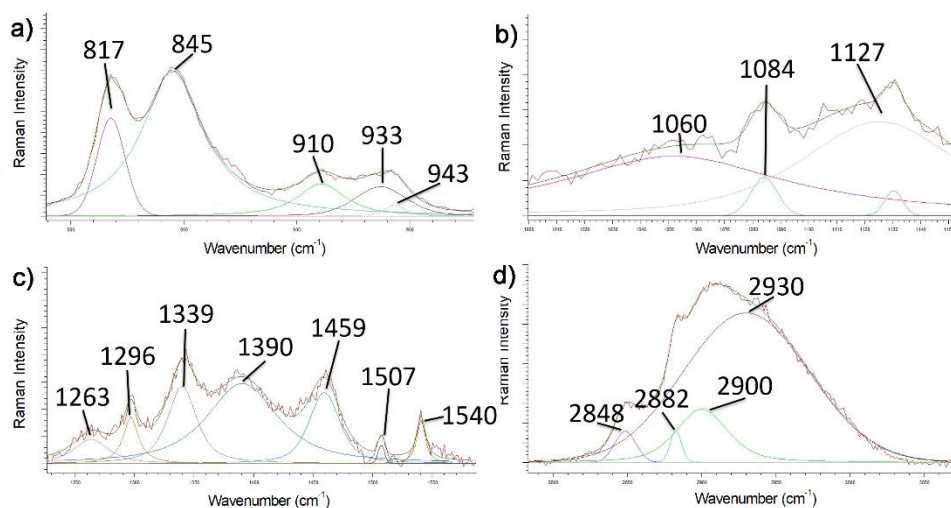 a)
817
845
910
933
943
Raman Intensity
Wavenumber (cm-1)
b)
1060
1084
1127
Raman Intensity
Wavenumber (cm-1)
c)
1263
1296
1339
1390
1459
1507
1540
Raman Intensity
Wavenumber (cm-1)
d)
2848
2882
2900
2930
Raman Intensity
Wavenumber (cm-1)